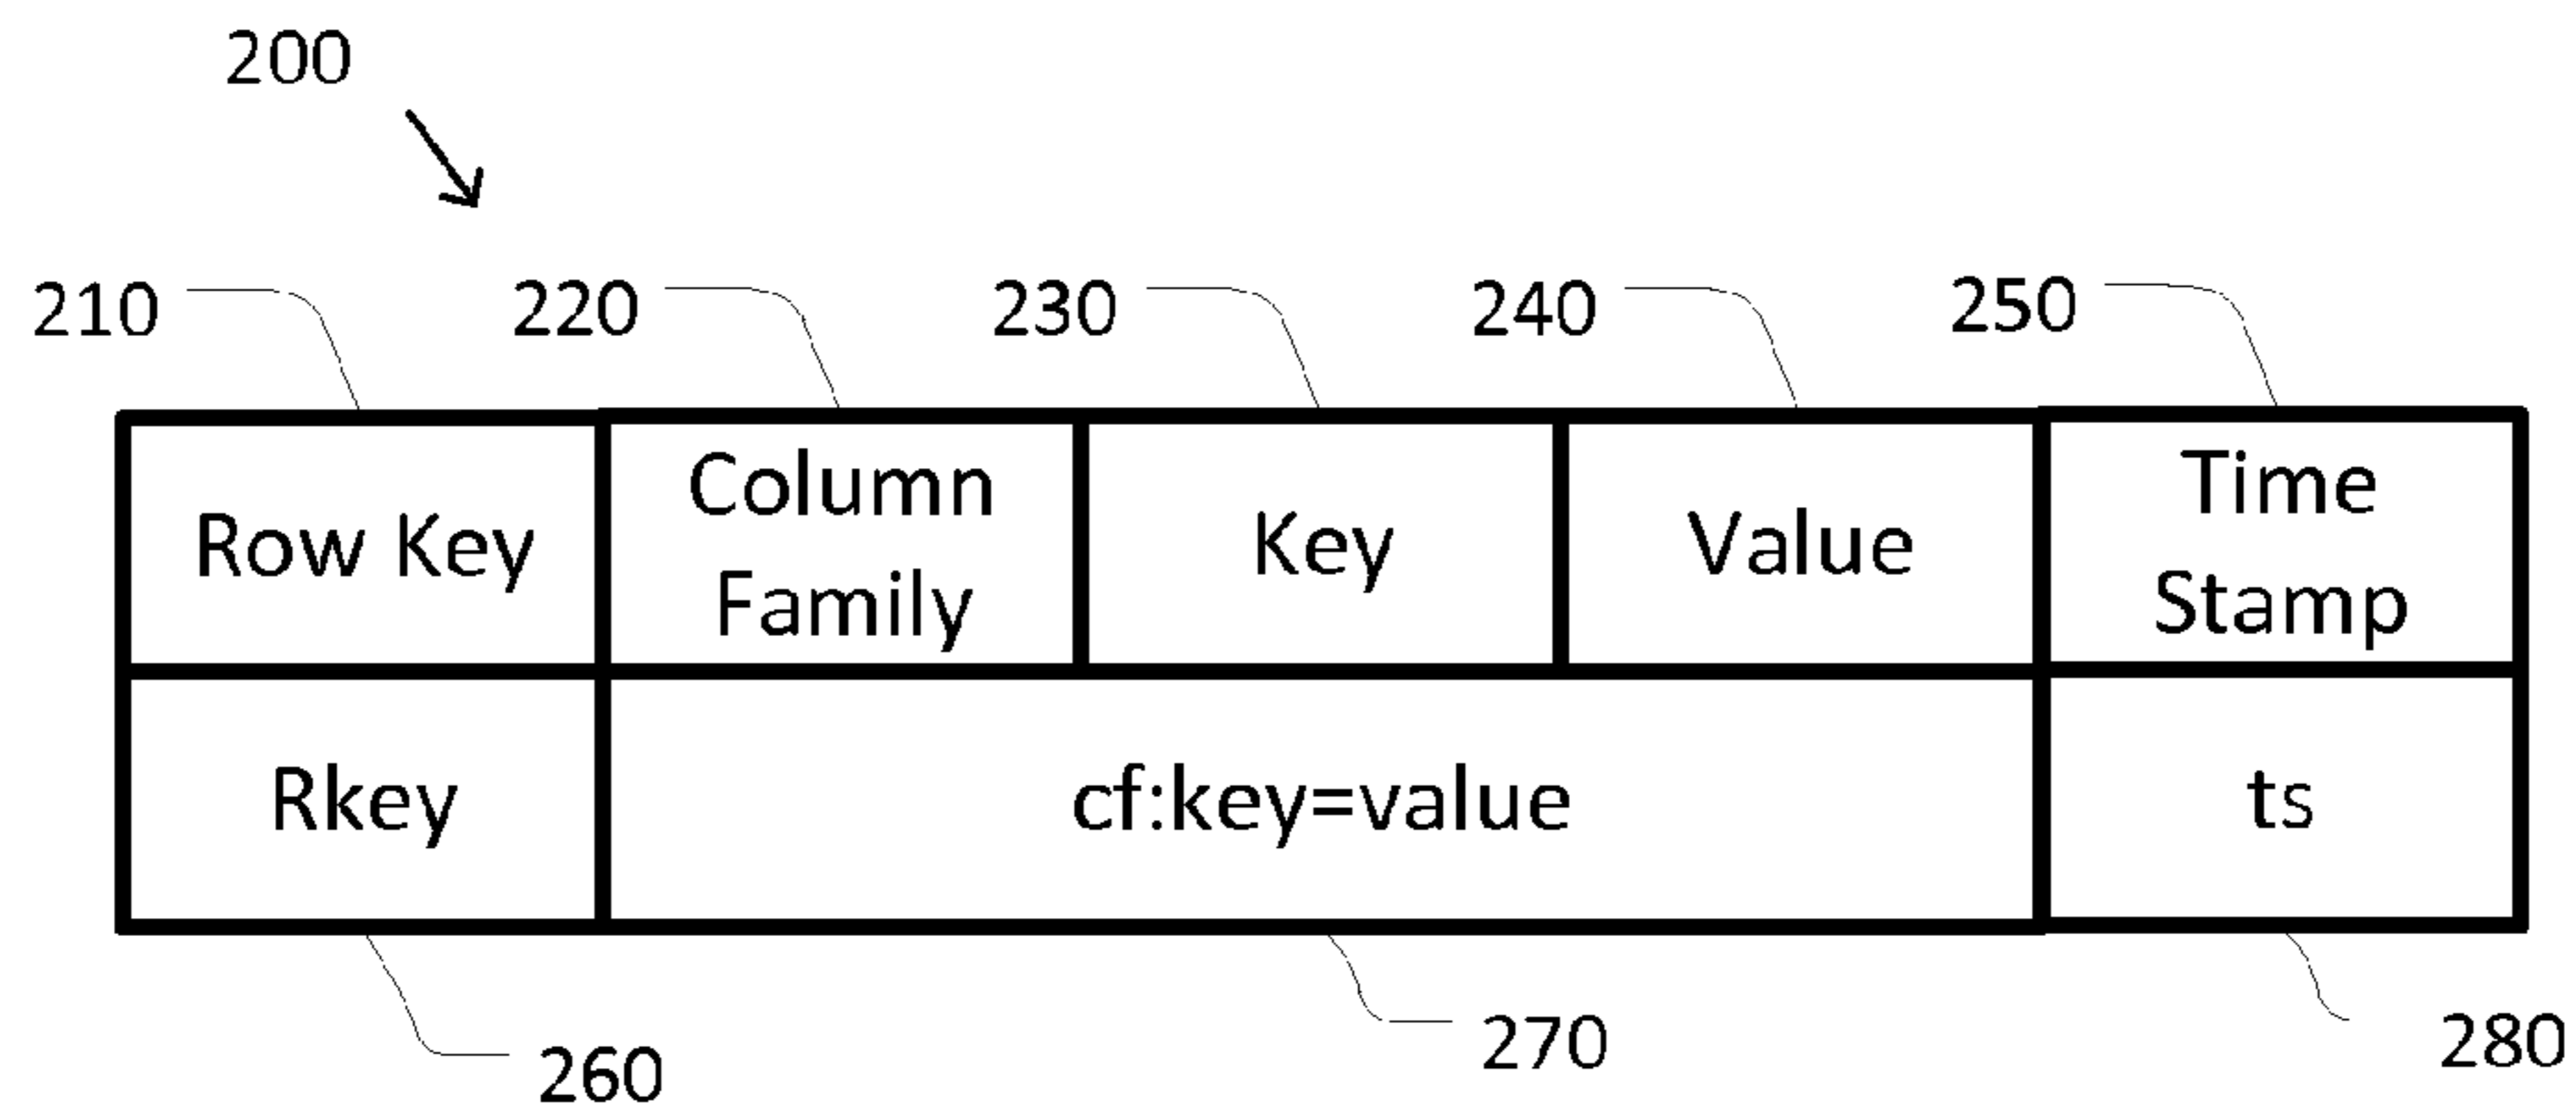 200
210
220
230
240
250
Row Key
Column
Family
Key
Value
Time
Stamp
Rkey
cf:key=value
ts
260
270
280